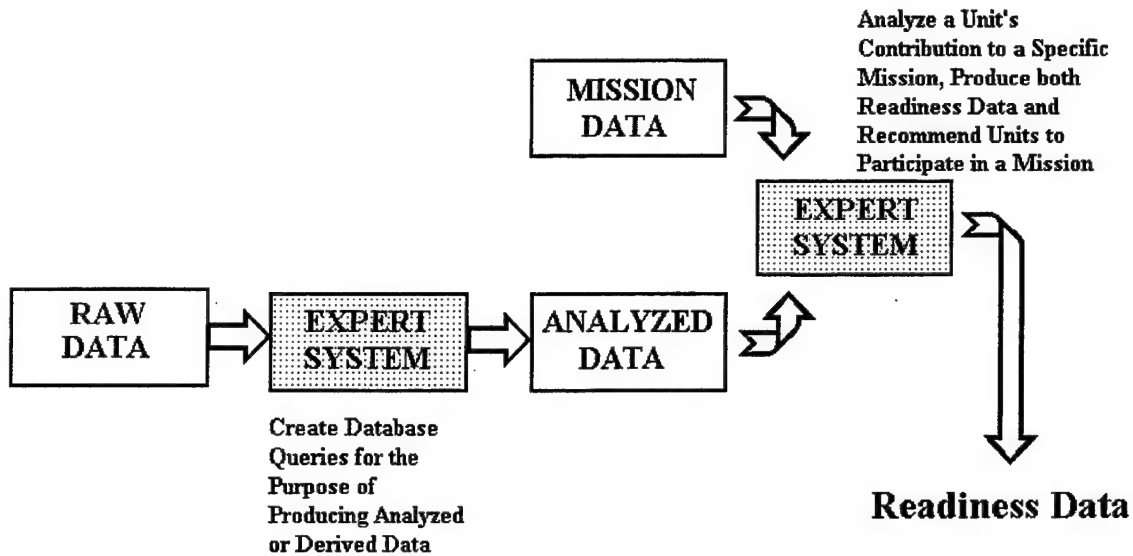 Analyze a Unit's
Contribution to a Specific
Mission, Produce both
Readiness Data and
Recommend Units to
Participate in a Mission
MISSION
DATA
EXPERT
SYSTEM
RAW
DATA
EXPERT
SYSTEM
ANALYZED
DATA
Create Database
Queries for the
Purpose of
Producing Analyzed
or Derived Data
Readiness Data